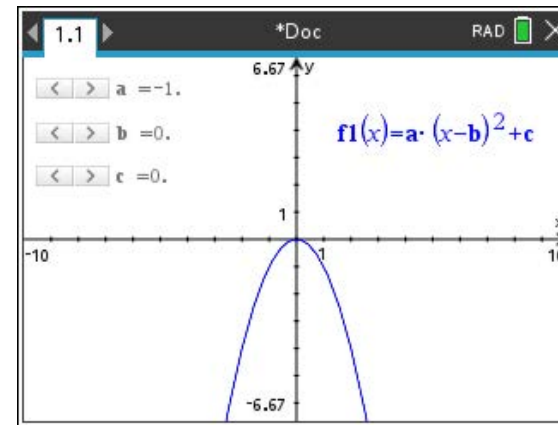 1.1 *Doc RAD
6.67 y
< > a =-1.
< > b =0.
f1(x)=a· (x-b)²+c
< > c =0.
1
x
-10 1 10
-6.67